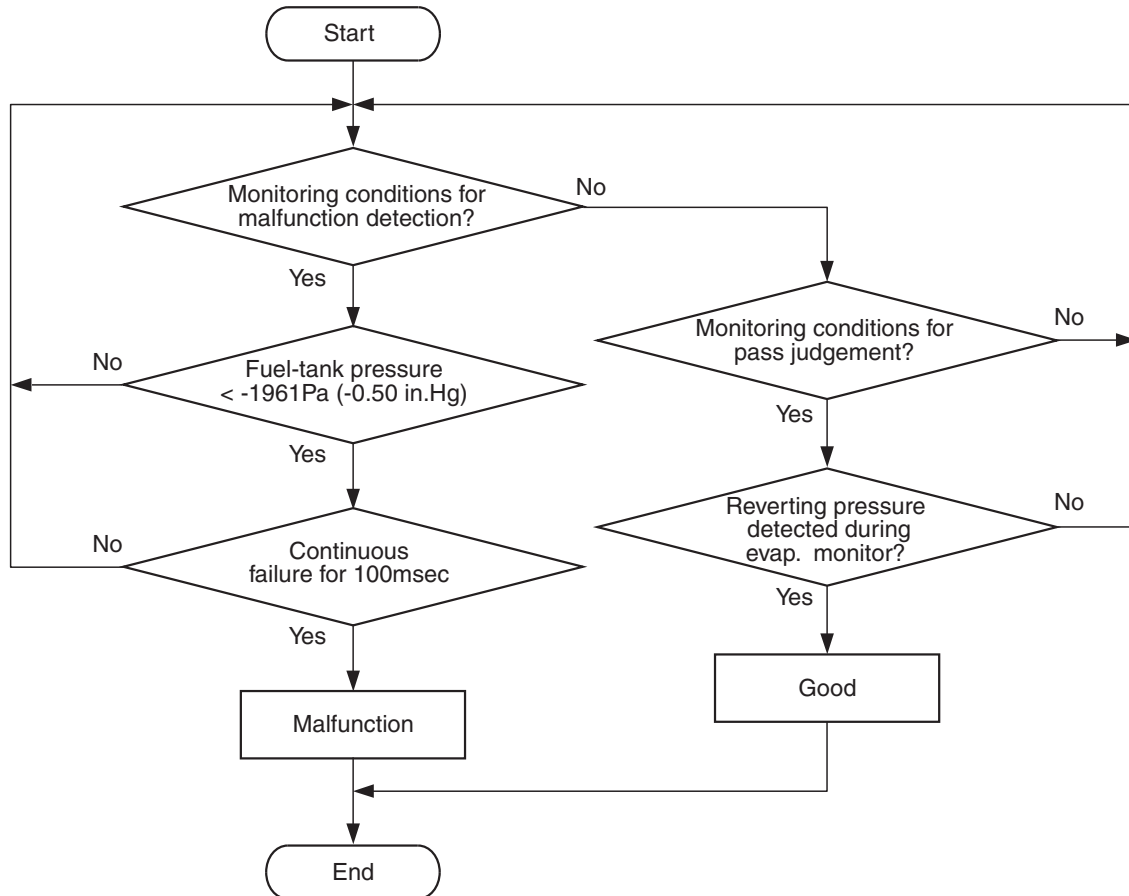 Start
Monitoring conditions for
malfunction detection?
No
Yes
Monitoring conditions for
pass judgement?
No
Yes
Fuel-tank pressure
< -1961Pa (-0.50 in.Hg)
No
Yes
Reverting pressure
detected during
evap. monitor?
No
Yes
Continuous
failure for 100msec
No
Yes
Good
Malfunction
End